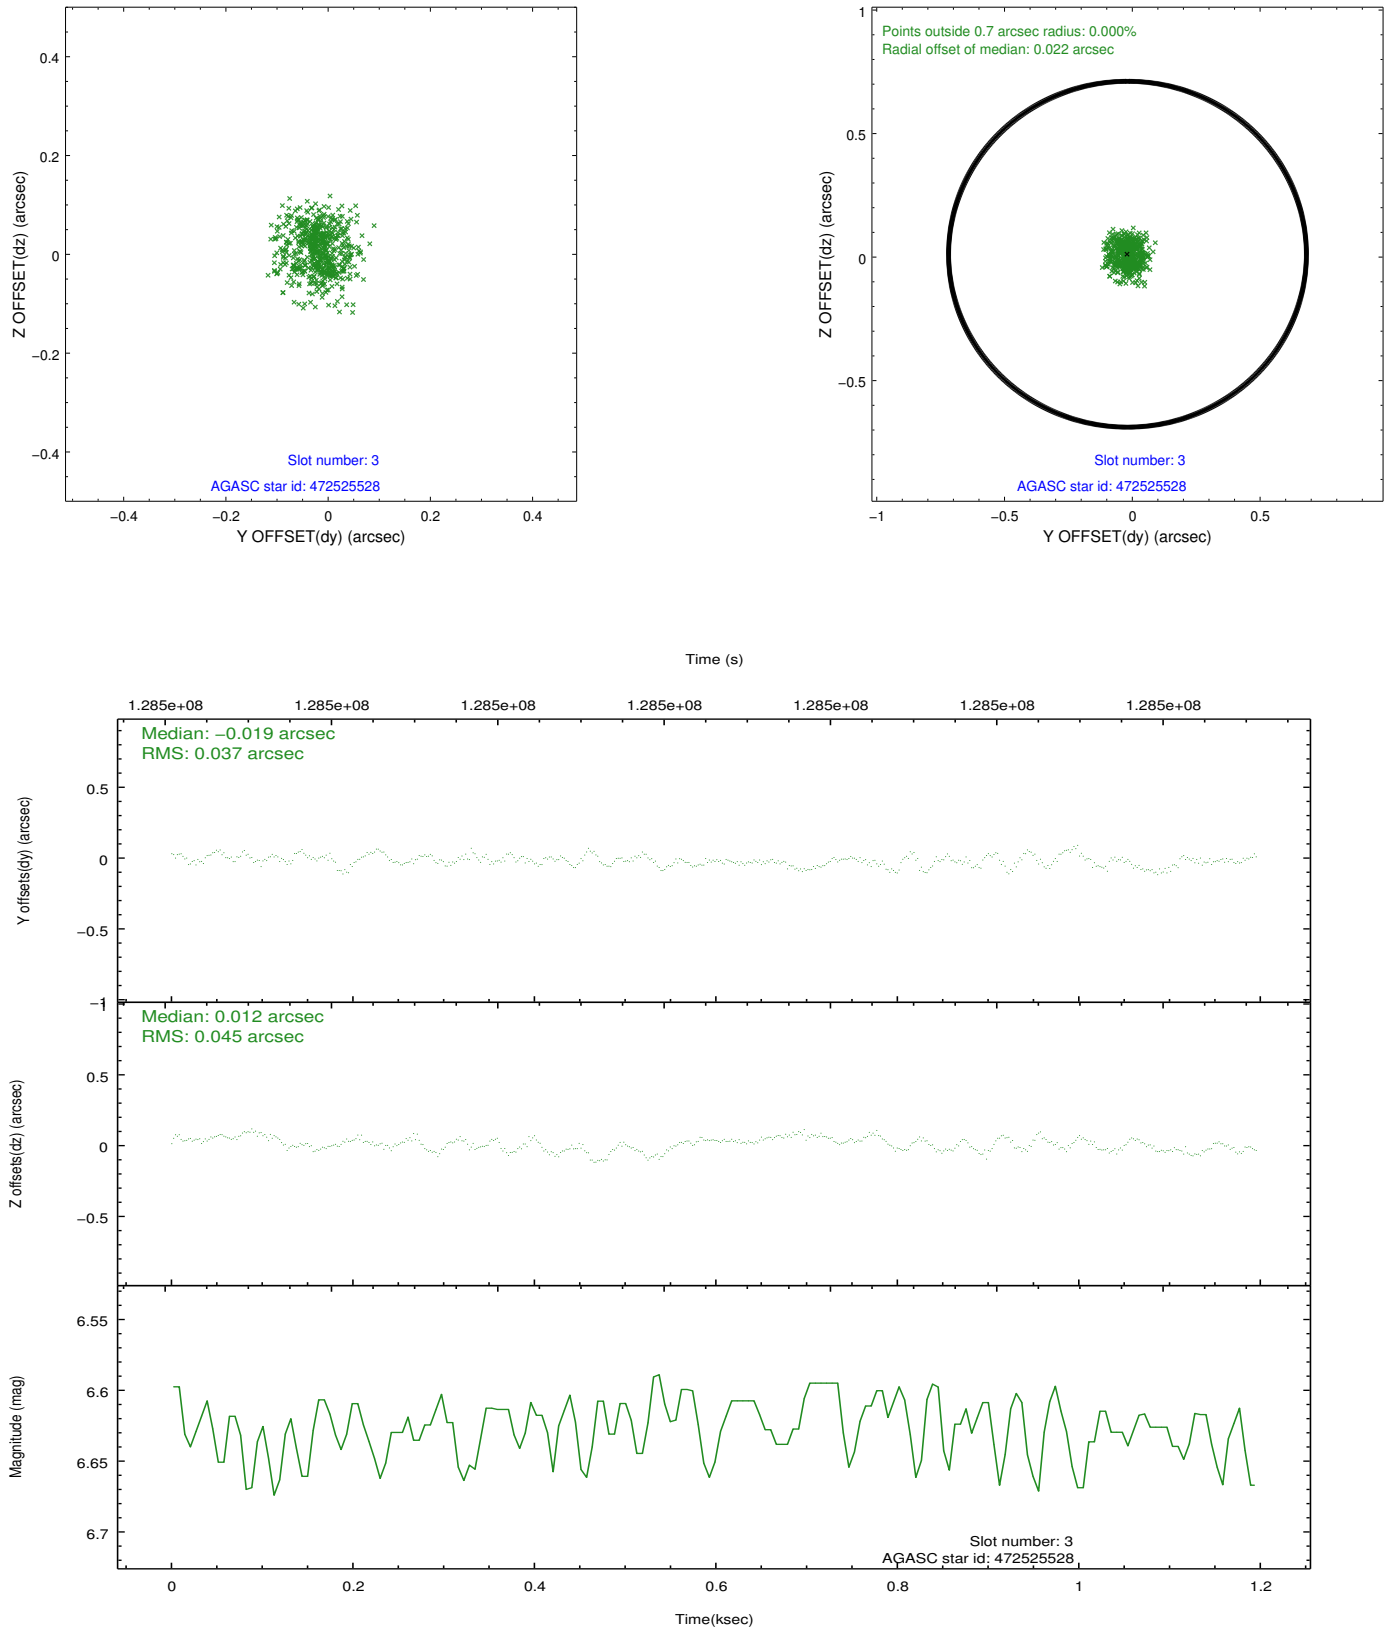 0.4
0.2
0
−0.2
−0.4
−0.4
−0.2
0
0.2
0.4
Z OFFSET(dz) (arcsec)
Y OFFSET(dy) (arcsec)
Slot number: 3
AGASC star id: 472525528
Points outside 0.7 arcsec radius: 0.000%
Radial offset of median: 0.022 arcsec
1
0.5
0
−0.5
−1
−0.5
0
0.5
Z OFFSET(dz) (arcsec)
Y OFFSET(dy) (arcsec)
Slot number: 3
AGASC star id: 472525528
Time (s)
1.285e+08 1.285e+08 1.285e+08 1.285e+08 1.285e+08 1.285e+08 1.285e+08
Median: −0.019 arcsec
RMS: 0.037 arcsec
0.5
0
−0.5
−1
Y offsets(dy) (arcsec)
1
Median: 0.012 arcsec
RMS: 0.045 arcsec
0.5
0
−0.5
Z offsets(dz) (arcsec)
6.55
6.6
6.65
6.7
Magnitude (mag)
Slot number: 3
AGASC star id: 472525528
0 0.2 0.4 0.6 0.8 1 1.2
Time(ksec)